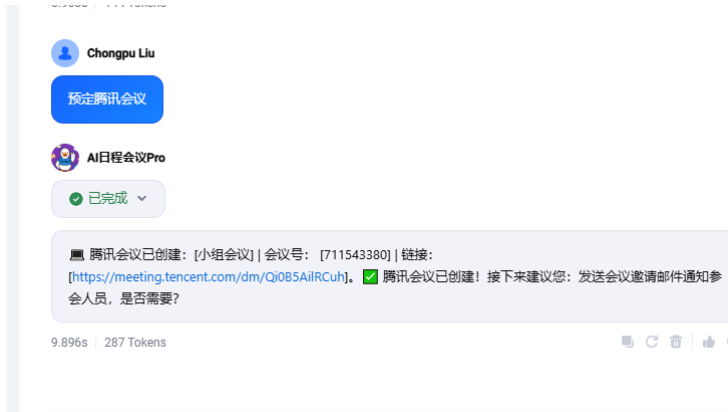 Chongpu Liu
预定腾讯会议
AI日程会议Pro
已完成
腾讯会议已创建：[小组会议] | 会议号： [711543380] | 链接：
[https://meeting.tencent.com/dm/Qi0B5AilRCuh]。✅ 腾讯会议已创建！接下来建议您：发送会议邀请邮件通知参
会人员，是否需要？
9.896s | 287 Tokens